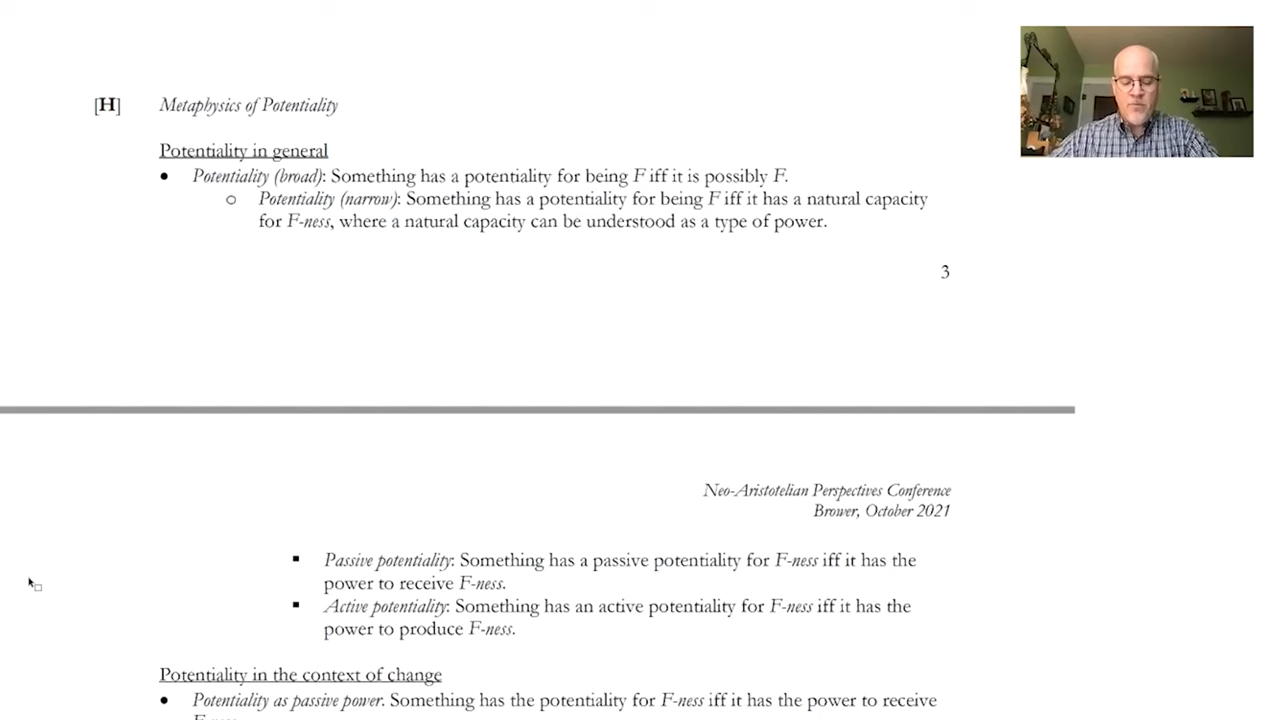 [H] Metaphysics of Potentiality
Potentiality in general
• Potentiality (broad): Something has a potentiality for being F iff it is possibly F.
o Potentiality (narrow): Something has a potentiality for being F iff it has a natural capacity
for F-ness, where a natural capacity can be understood as a type of power.
3
Neo-Aristotelian Perspectives Conference
Brower, October 2021
▪ Passive potentiality: Something has a passive potentiality for F-ness iff it has the
power to receive F-ness.
▪ Active potentiality: Something has an active potentiality for F-ness iff it has the
power to produce F-ness.
Potentiality in the context of change
• Potentiality as passive power. Something has the potentiality for F-ness iff it has the power to receive